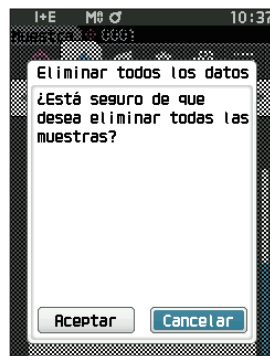 I+E M ♂ 10:37
Muestra 0001
Eliminar todos los datos
¿Está seguro de que
desea eliminar todas las
muestras?
Aceptar Cancelar